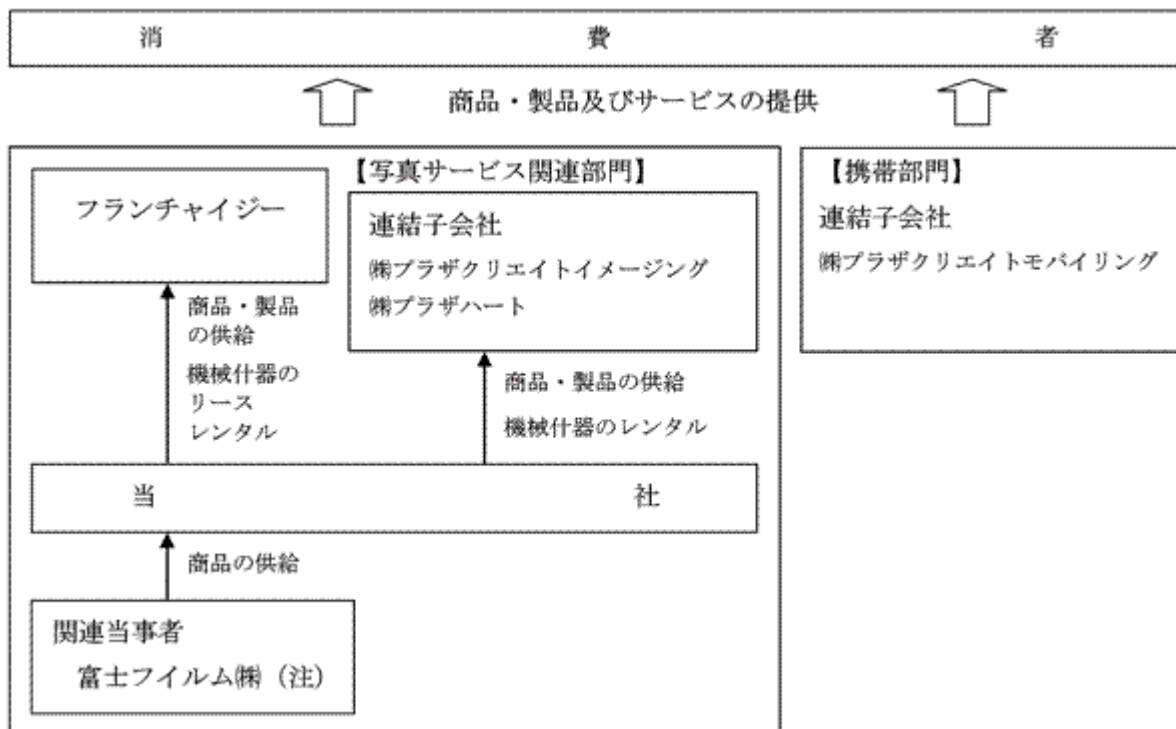 消 費 者
商品・製品及びサービスの提供
【写真サービス関連部門】
フランチャイジー
連結子会社
㈱プラザクリエイトイメージング
㈱プラザハート
商品・製品
の供給
機械什器の
リース
レンタル
商品・製品の供給
機械什器のレンタル
当 社
商品の供給
関連当事者
富士フイルム㈱（注）
【携帯部門】
連結子会社
㈱プラザクリエイトモバイリング